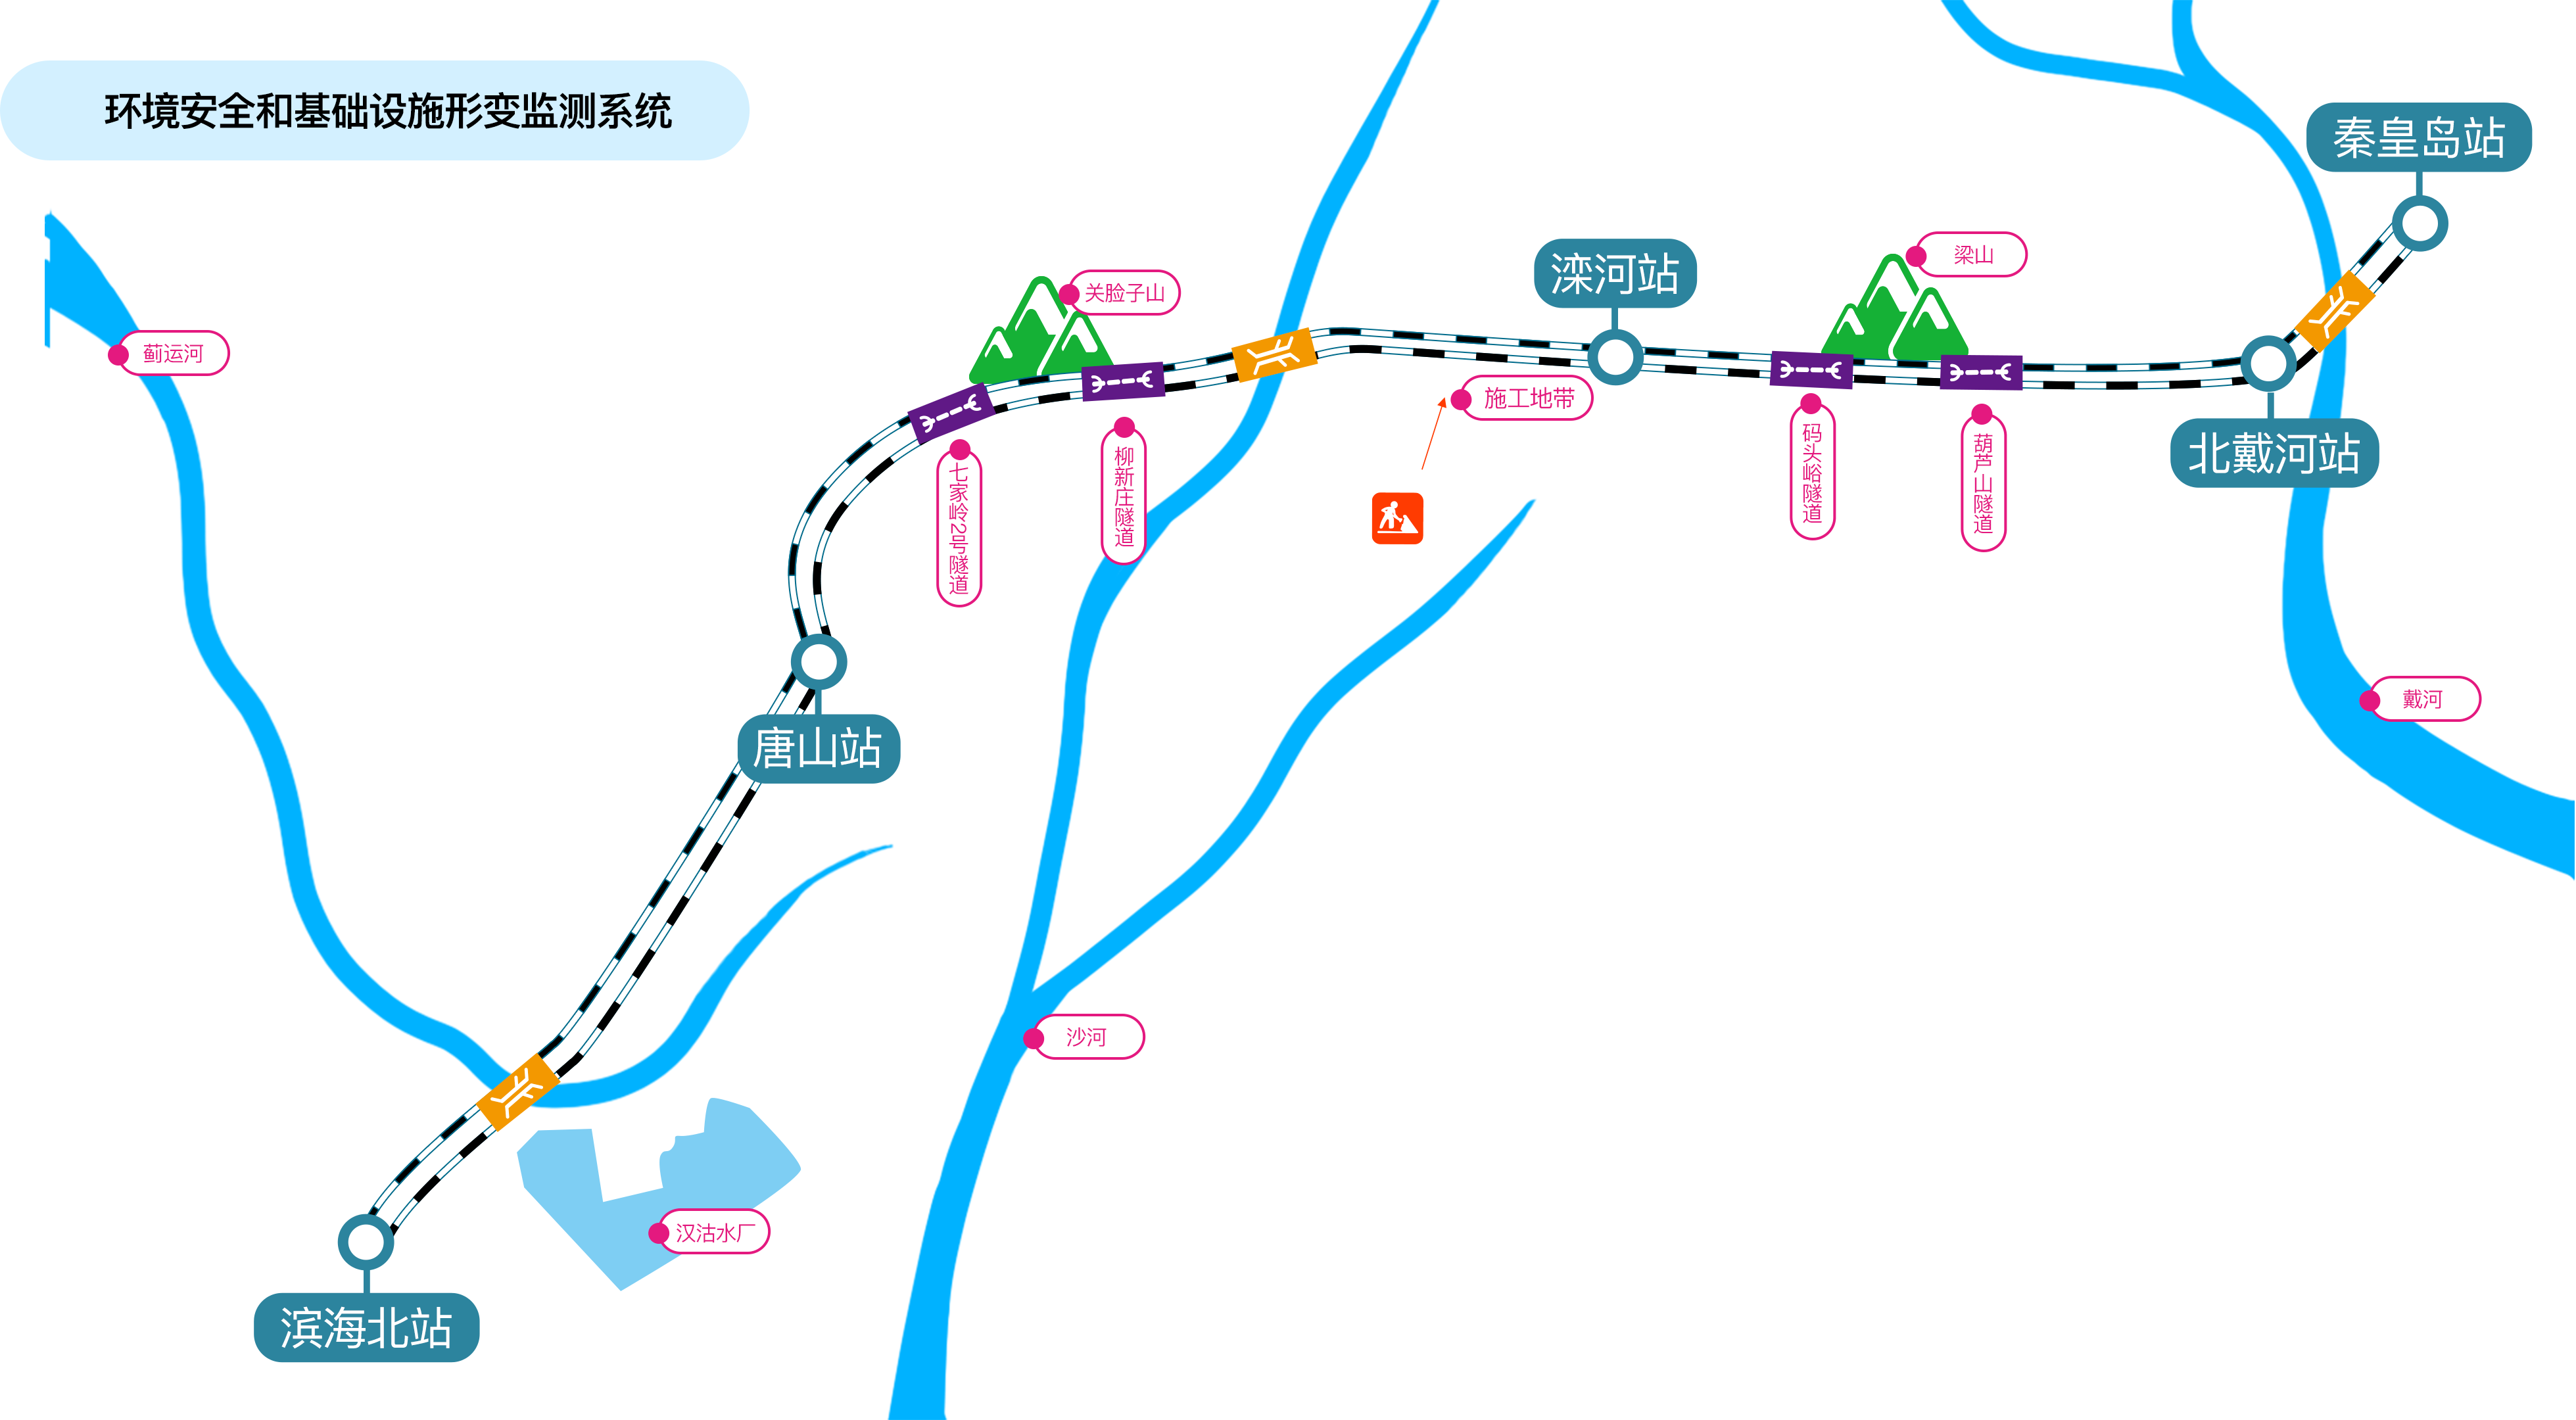 环境安全和基础设施形变监测系统
秦皇岛站
梁山
滦河站
关脸子山
蓟运河
施工地带
码头峪隧道
葫芦山隧道
北戴河站
柳新庄隧道
七家岭2号隧道
戴河
唐山站
沙河
汉沽水厂
滨海北站